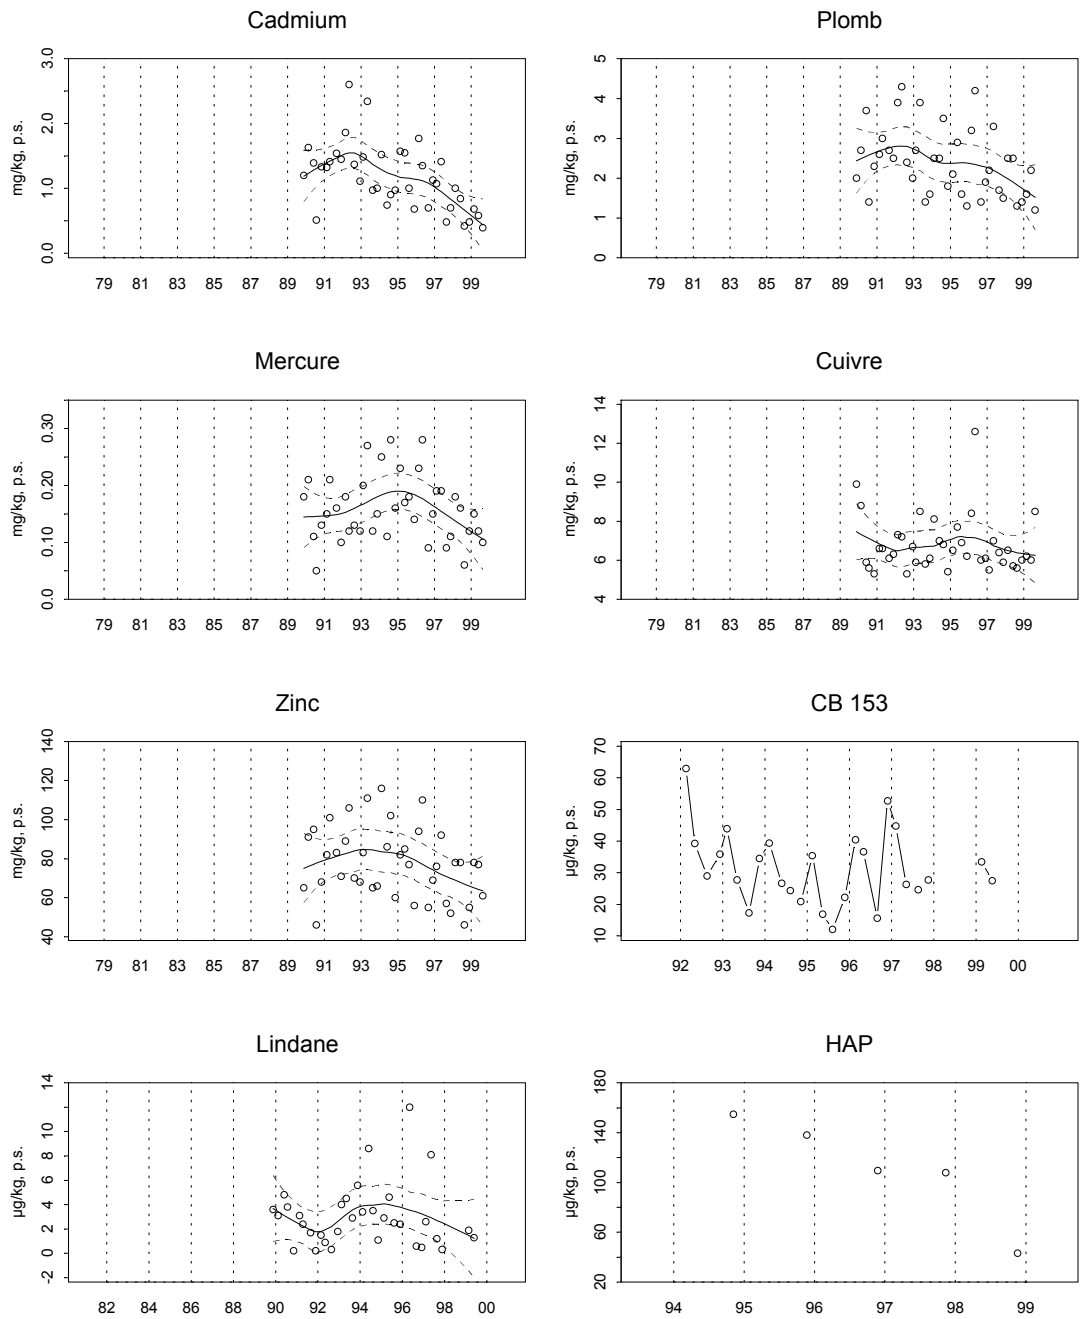 Cadmium
mg/kg, p.s.
3.0
2.0
1.0
0.0
79 81 83 85 87 89 91 93 95 97 99
Plomb
mg/kg, p.s.
5
4
3
2
1
0
79 81 83 85 87 89 91 93 95 97 99
Mercure
mg/kg, p.s.
0.30
0.20
0.10
0.0
79 81 83 85 87 89 91 93 95 97 99
Cuivre
mg/kg, p.s.
14
12
10
8
6
4
79 81 83 85 87 89 91 93 95 97 99
Zinc
mg/kg, p.s.
140
120
100
80
60
40
79 81 83 85 87 89 91 93 95 97 99
CB 153
µg/kg, p.s.
70
60
50
40
30
20
10
92 93 94 95 96 97 98 99 00
Lindane
µg/kg, p.s.
14
10
8
6
4
2
0
-2
82 84 86 88 90 92 94 96 98 00
HAP
µg/kg, p.s.
180
140
100
60
20
94 95 96 97 98 99